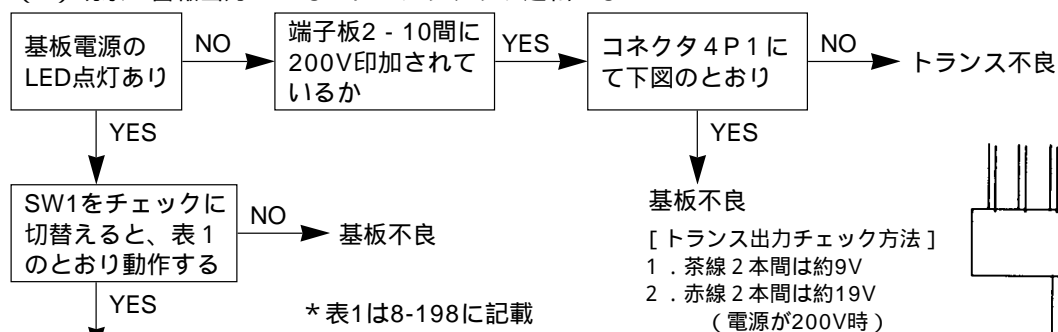 基板電源の
LED点灯あり
NO
端子板2 - 10間に
200V印加されて
いるか
YES
コネクタ4P1に
て下図のとおり
NO
トランス不良
YES
YES
SW1をチェックに
切替えると、表1
のとおり動作する
NO
基板不良
基板不良
[ トランス出力チェック方法 ]
1．茶線2本間は約9V
2．赤線2本間は約19V
（電源が200V時）
YES
*表1は8-198に記載